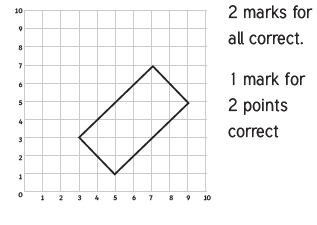 10
9
8
7
6
5
4
3
2
1
0
1 2 3 4 5 6 7 8 9 10
2 marks for
all correct.
1 mark for
2 points
correct